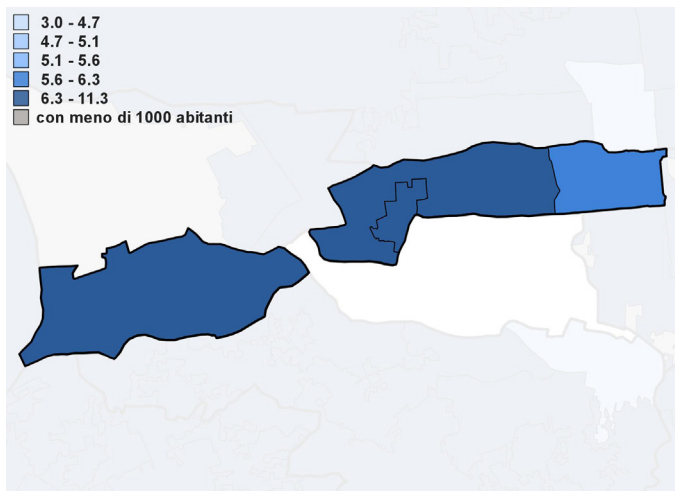 3.0 - 4.7
4.7 - 5.1
5.1 - 5.6
5.6 - 6.3
6.3 - 11.3
con meno di 1000 abitanti